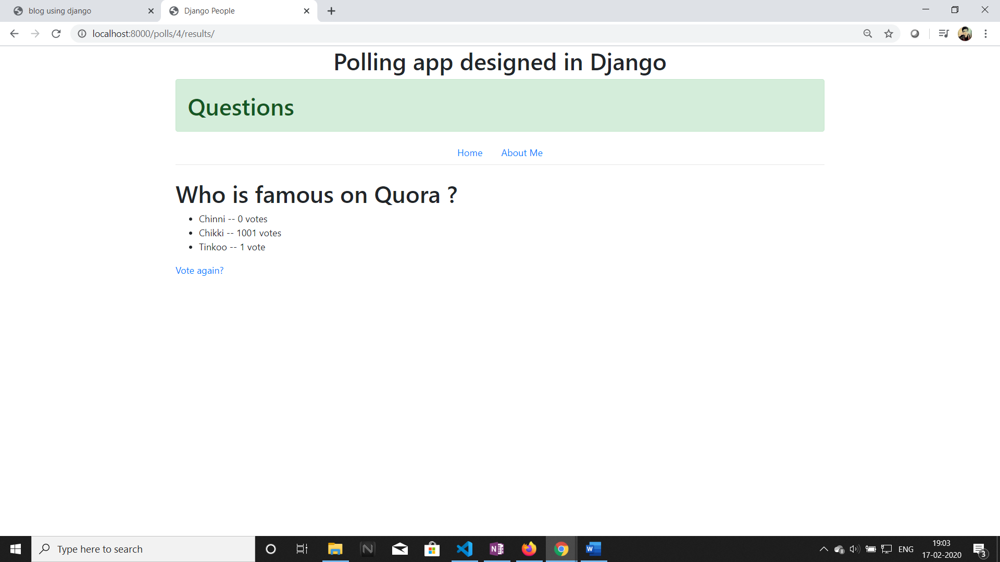 blog using django
Django People
localhost:8000/polls/4/results/
Polling app designed in Django
Questions
Home About Me
Who is famous on Quora ?
Chinni -- 0 votes
Chikki -- 1001 votes
Tinkoo -- 1 vote
Vote again?
Type here to search
ENG
19:03
17-02-2020
3